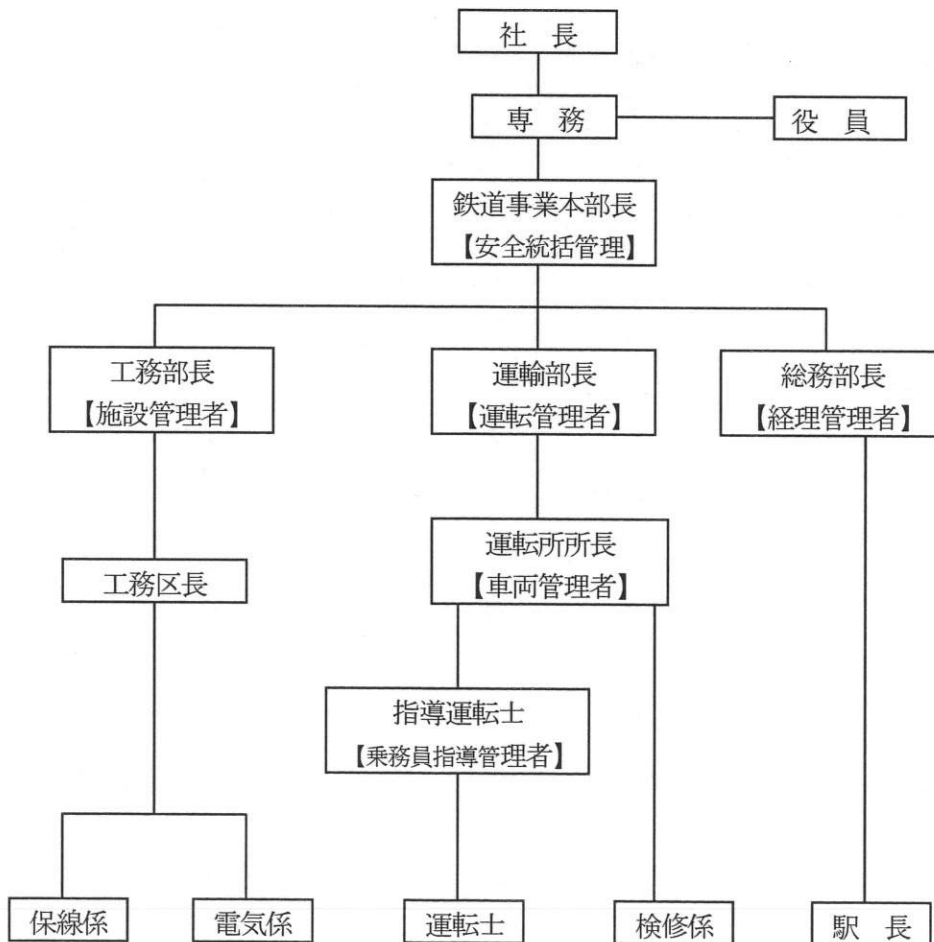 社 長
専 務
役 員
鉄道事業本部長
【安全統括管理】
工務部長
【施設管理者】
運輸部長
【運転管理者】
総務部長
【経理管理者】
運転所所長
【車両管理者】
工務区長
指導運転士
【乗務員指導管理者】
保線係
電気係
運転士
検修係
駅 長